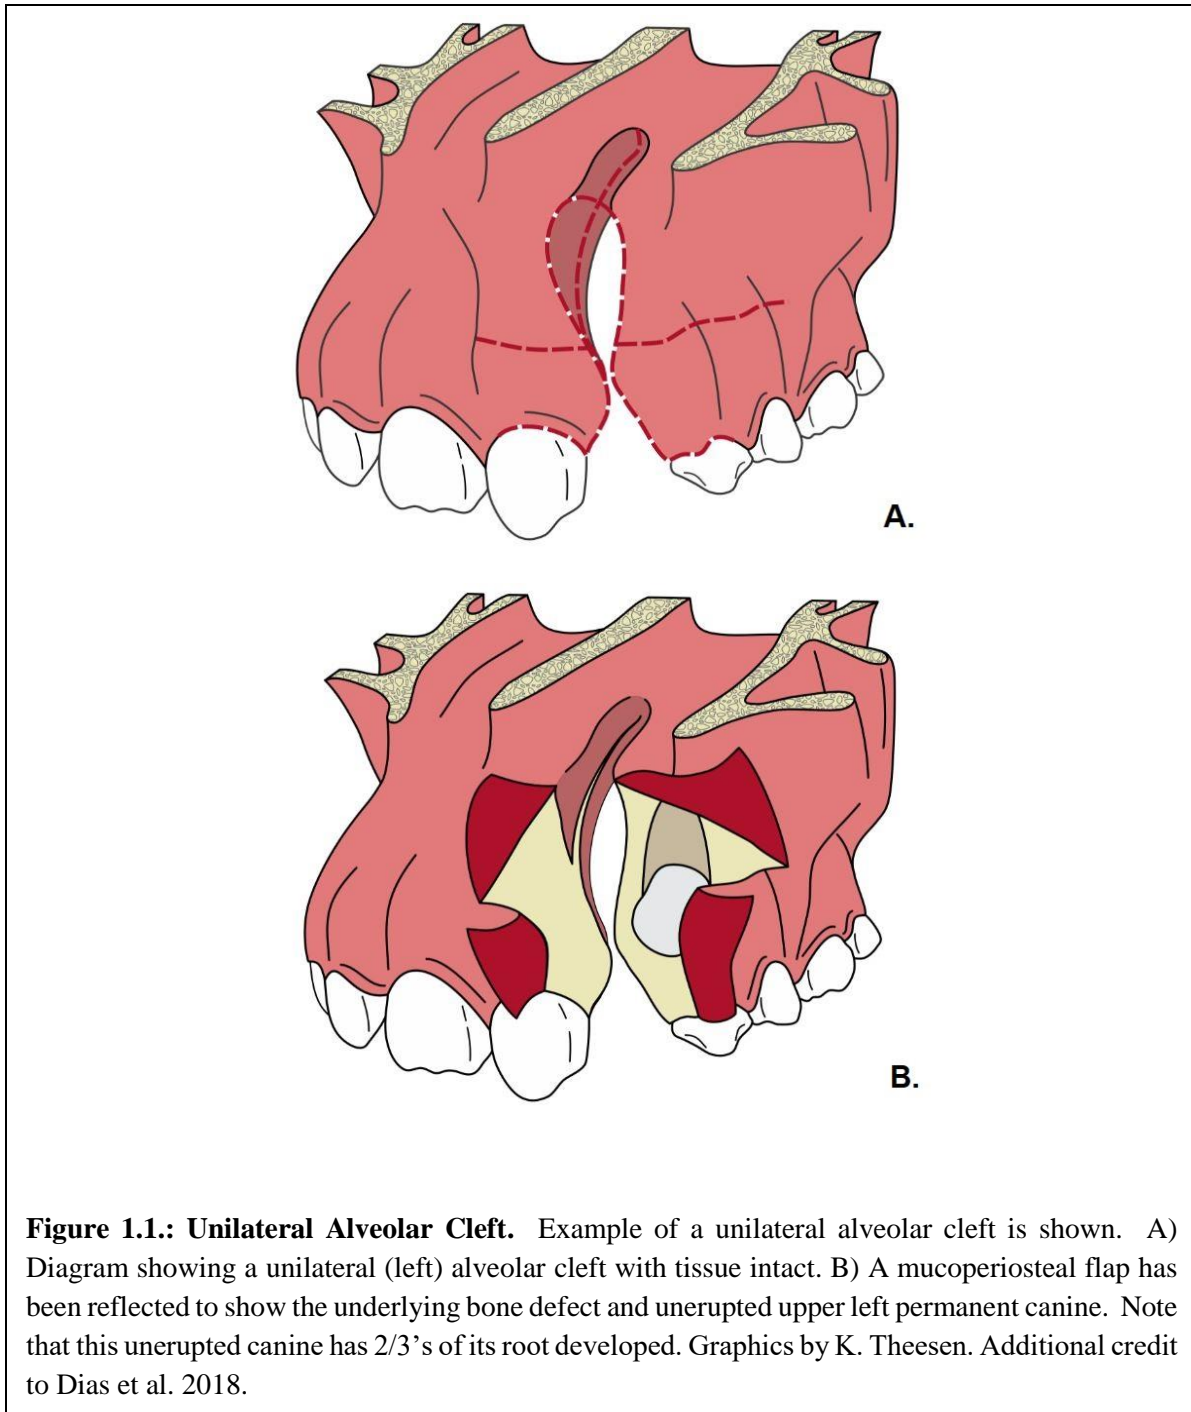 A.
B.
Figure 1.1.: Unilateral Alveolar Cleft. Example of a unilateral alveolar cleft is shown. A)
Diagram showing a unilateral (left) alveolar cleft with tissue intact. B) A mucoperiosteal flap has
been reflected to show the underlying bone defect and unerupted upper left permanent canine. Note
that this unerupted canine has 2/3’s of its root developed. Graphics by K. Theesen. Additional credit
to Dias et al. 2018.